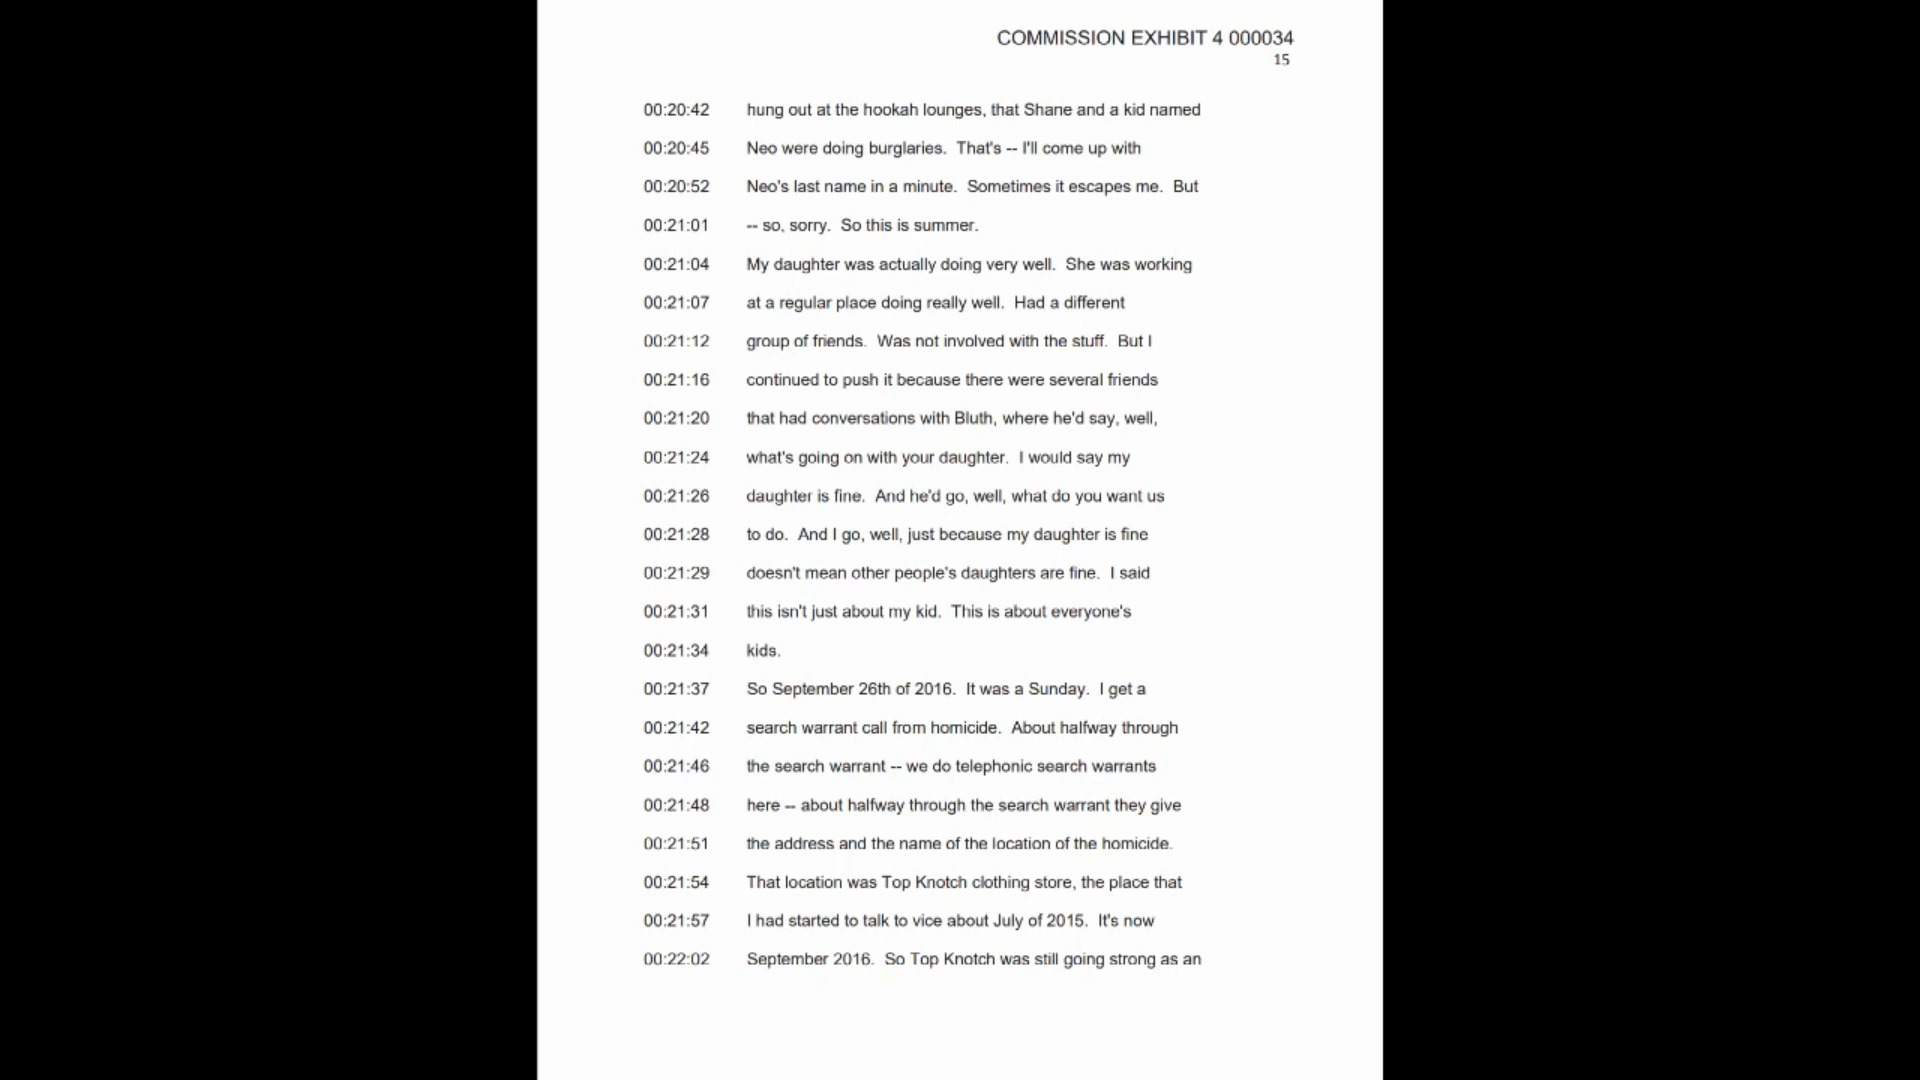 COMMISSION EXHIBIT 4 000034
15
00:20:42 hung out at the hookah lounges, that Shane and a kid named
00:20:45 Neo were doing burglaries.  That's -- I'll come up with
00:20:52 Neo's last name in a minute.  Sometimes it escapes me.  But
00:21:01 -- so, sorry.  So this is summer.
00:21:04 My daughter was actually doing very well.  She was working
00:21:07 at a regular place doing really well.  Had a different
00:21:12 group of friends.  Was not involved with the stuff.  But I
00:21:16 continued to push it because there were several friends
00:21:20 that had conversations with Bluth, where he'd say, well,
00:21:24 what's going on with your daughter.  I would say my
00:21:26 daughter is fine.  And he'd go, well, what do you want us
00:21:28 to do.  And I go, well, just because my daughter is fine
00:21:29 doesn't mean other people's daughters are fine.  I said
00:21:31 this isn't just about my kid.  This is about everyone's
00:21:34 kids.
00:21:37 So September 26th of 2016.  It was a Sunday.  I get a
00:21:42 search warrant call from homicide.  About halfway through
00:21:46 the search warrant -- we do telephonic search warrants
00:21:48 here -- about halfway through the search warrant they give
00:21:51 the address and the name of the location of the homicide.
00:21:54 That location was Top Knotch clothing store, the place that
00:21:57 I had started to talk to vice about July of 2015.  It's now
00:22:02 September 2016.  So Top Knotch was still going strong as an